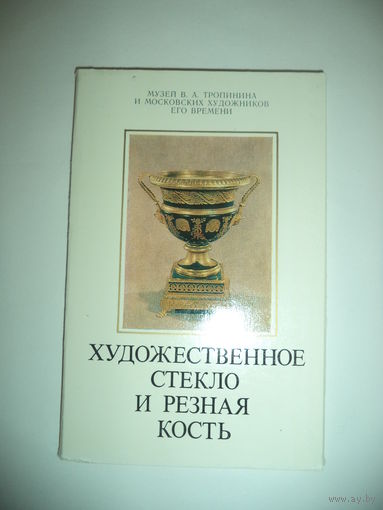 МУЗЕЙ В. А. ТРОПИНИНА
И МОСКОВСКИХ ХУДОЖНИКОВ
ЕГО ВРЕМЕНИ
ХУДОЖЕСТВЕННОЕ
СТЕКЛО
И РЕЗНАЯ
КОСТЬ
www.ay.by